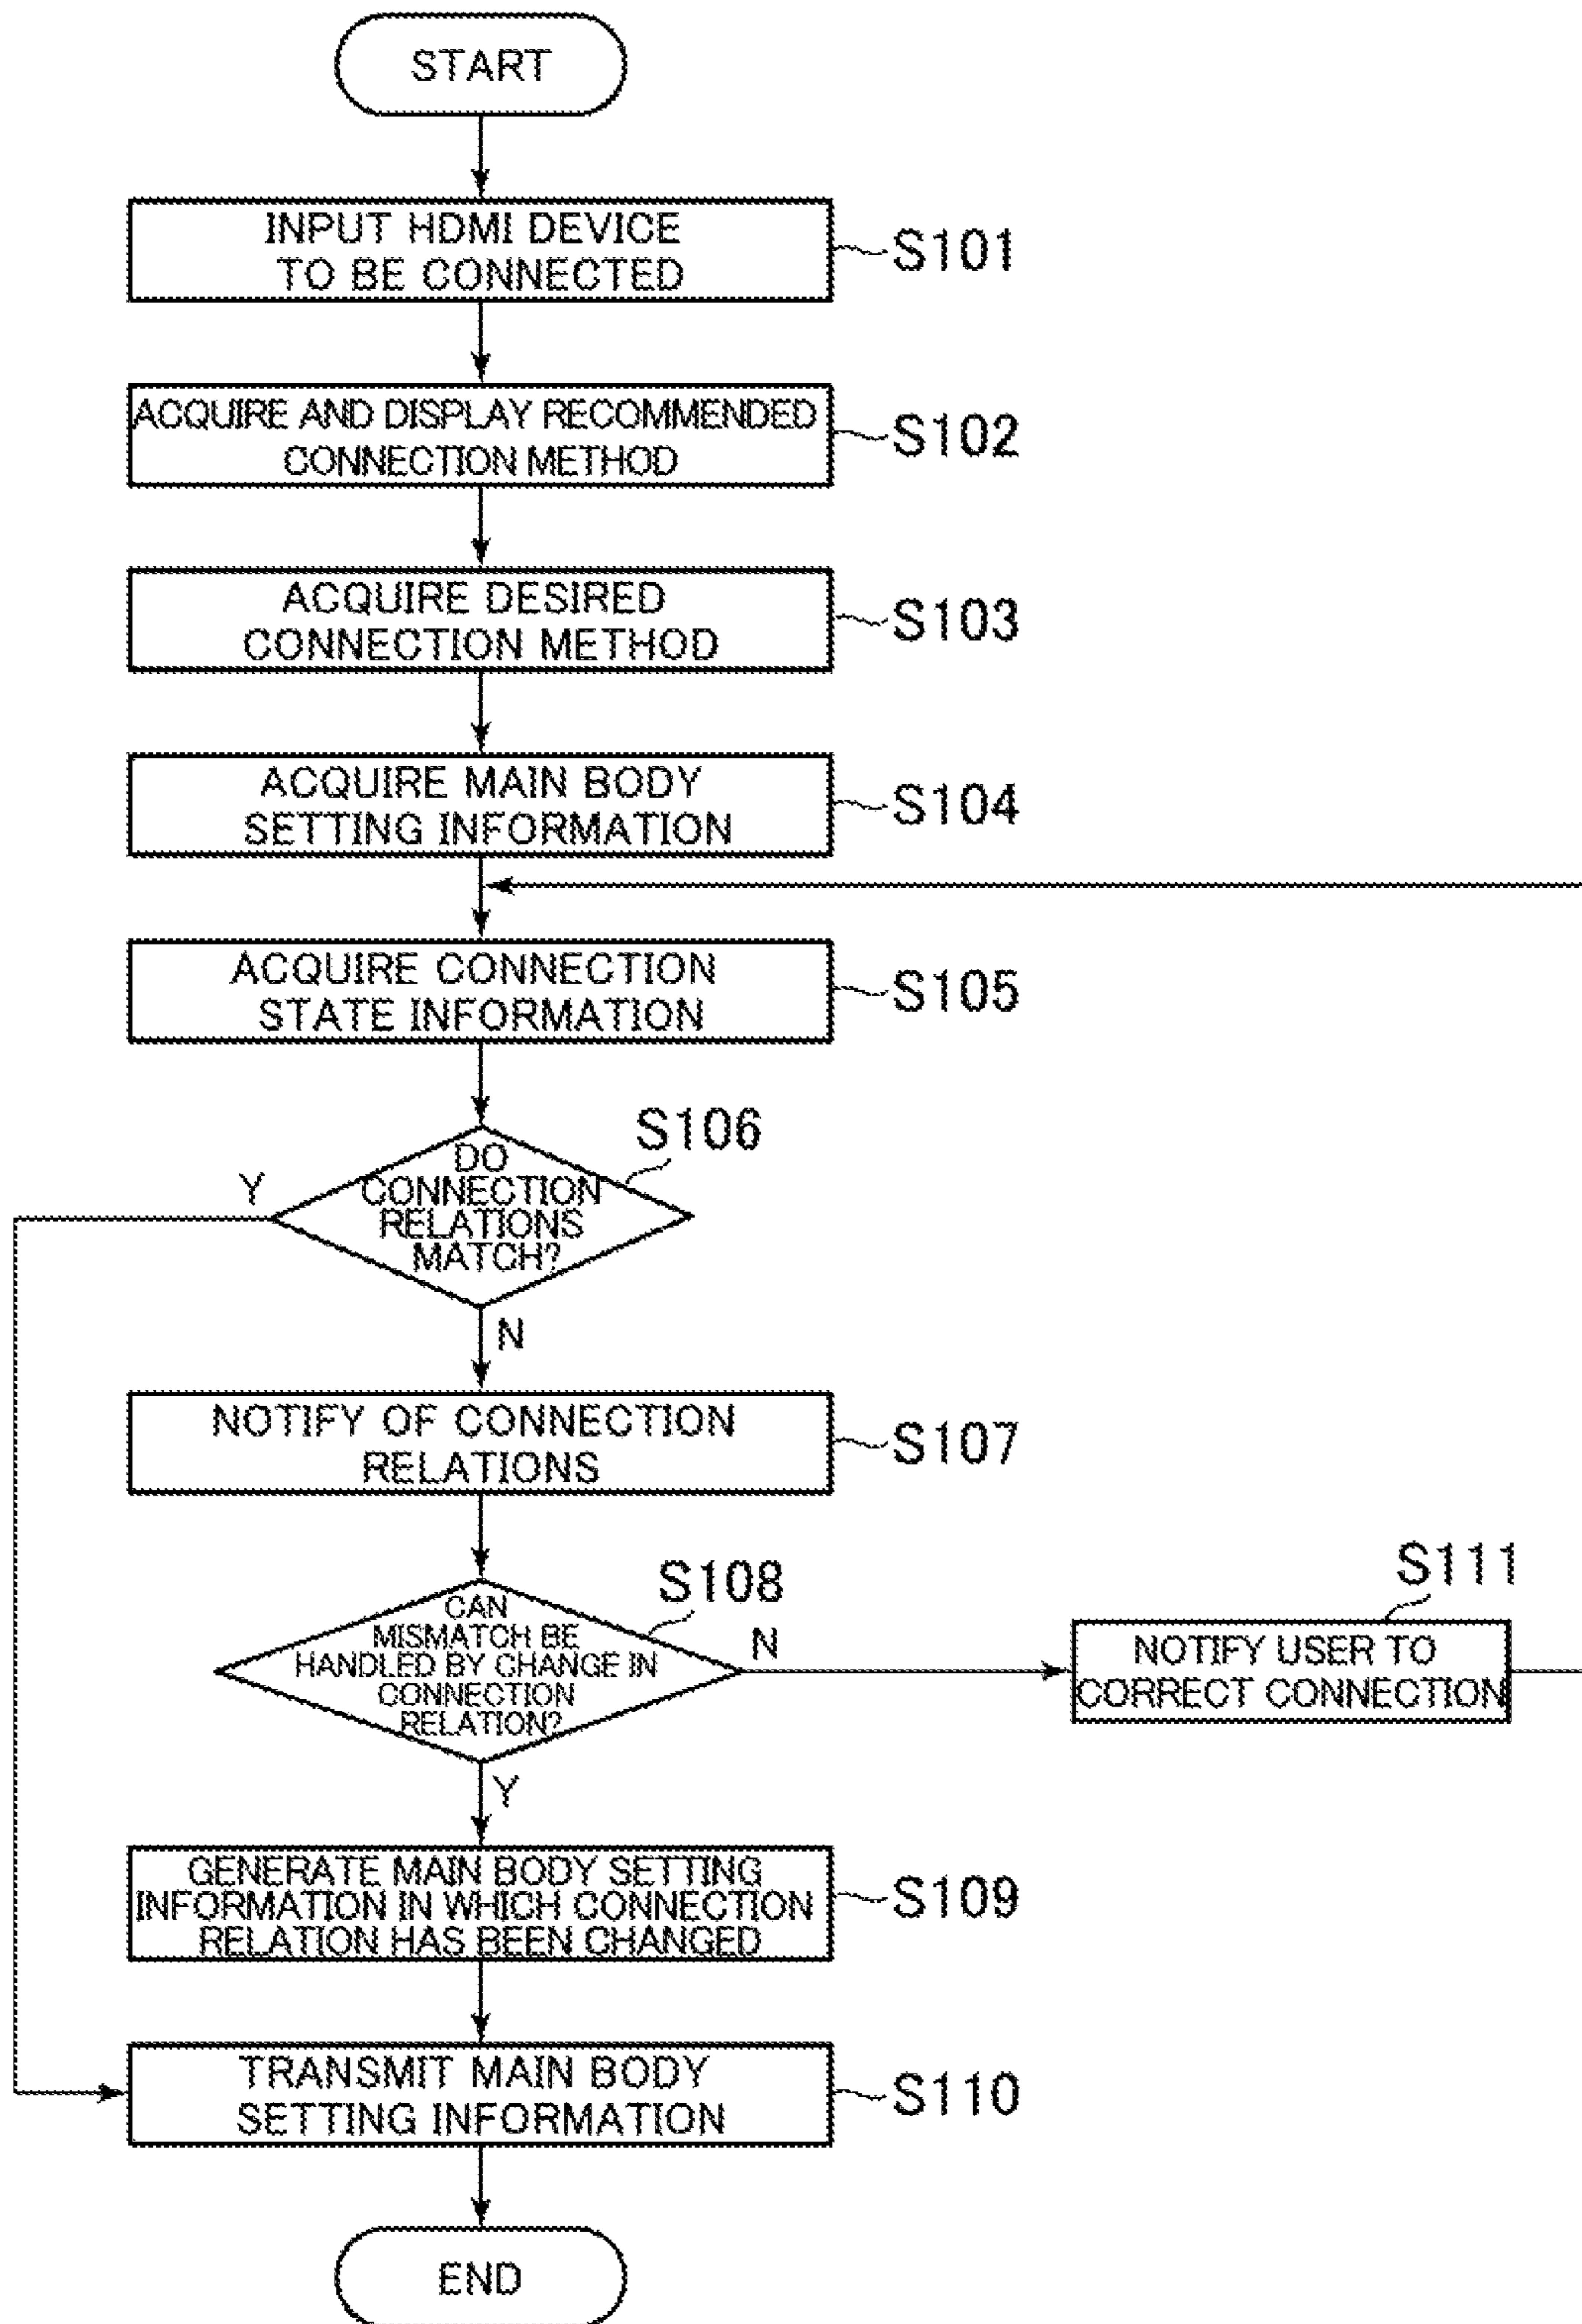 START
INPUT HDMI DEVICE
TO BE CONNECTED
S101
ACQUIRE AND DISPLAY RECOMMENDED
CONNECTION METHOD
S102
ACQUIRE DESIRED
CONNECTION METHOD
S103
ACQUIRE MAIN BODY
SETTING INFORMATION
S104
ACQUIRE CONNECTION
STATE INFORMATION
S105
S106
DO
CONNECTION
RELATIONS
MATCH?
Y
N
NOTIFY OF CONNECTION
RELATIONS
S107
S108
CAN
MISMATCH BE
HANDLED BY CHANGE IN
CONNECTION
RELATION?
N
Y
S111
NOTIFY USER TO
CORRECT CONNECTION
GENERATE MAIN BODY SETTING
INFORMATION IN WHICH CONNECTION
RELATION HAS BEEN CHANGED
S109
TRANSMIT MAIN BODY
SETTING INFORMATION
S110
END